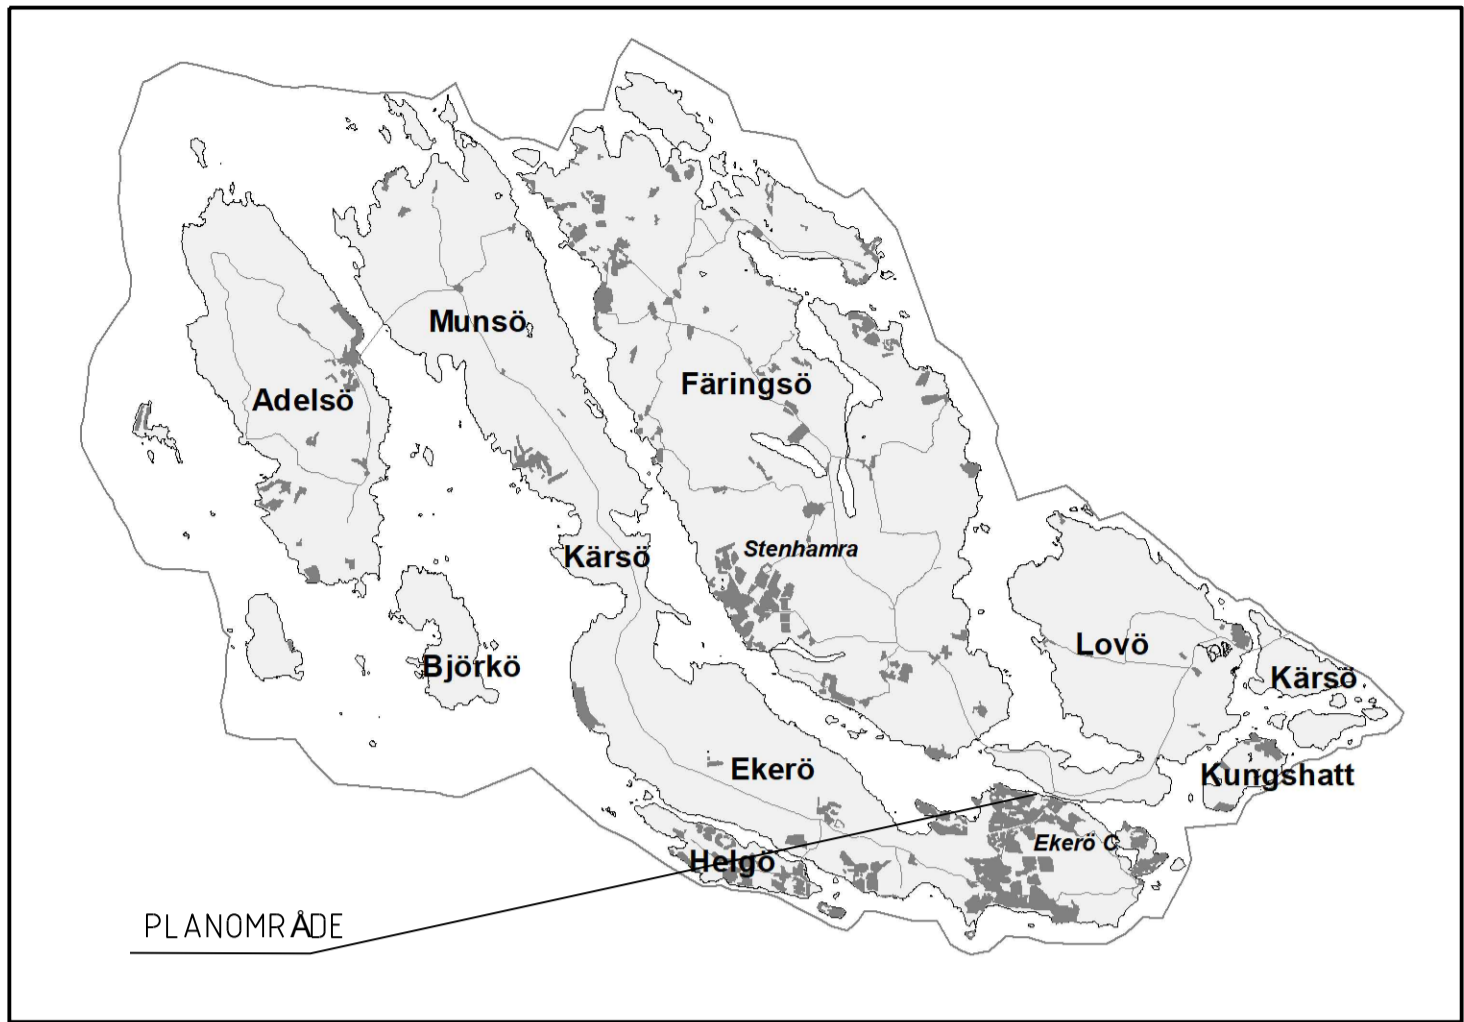 Munsö
Färingsö
Adelsö
Stenhamra
Kärsö
Lovö
Björkö
Kärsö
Ekerö
Kungshatt
Ekerö C
Helgö
PLANOMRÅDE